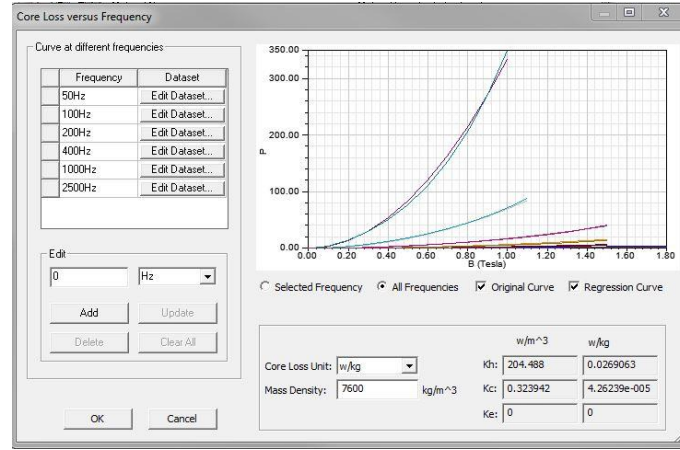 Core Loss versus Frequency
Curve at different frequencies
Frequency Dataset
50Hz Edit Dataset...
100Hz Edit Dataset...
200Hz Edit Dataset...
400Hz Edit Dataset...
1000Hz Edit Dataset...
2500Hz Edit Dataset...
Edit
0 Hz
Add Update
Delete Clear All
OK Cancel
350.00
300.00
200.00
100.00
0.00
P
0.00 0.20 0.40 0.60 0.80 1.00 1.20 1.40 1.60 1.80
B (Tesla)
Selected Frequency All Frequencies Original Curve Regression Curve
w/m^3 w/kg
Core Loss Unit: w/kg Kh: 204.488 0.0269063
Mass Density: 7600 kg/m^3 Kc: 0.323942 4.26239e-005
Ke: 0 0